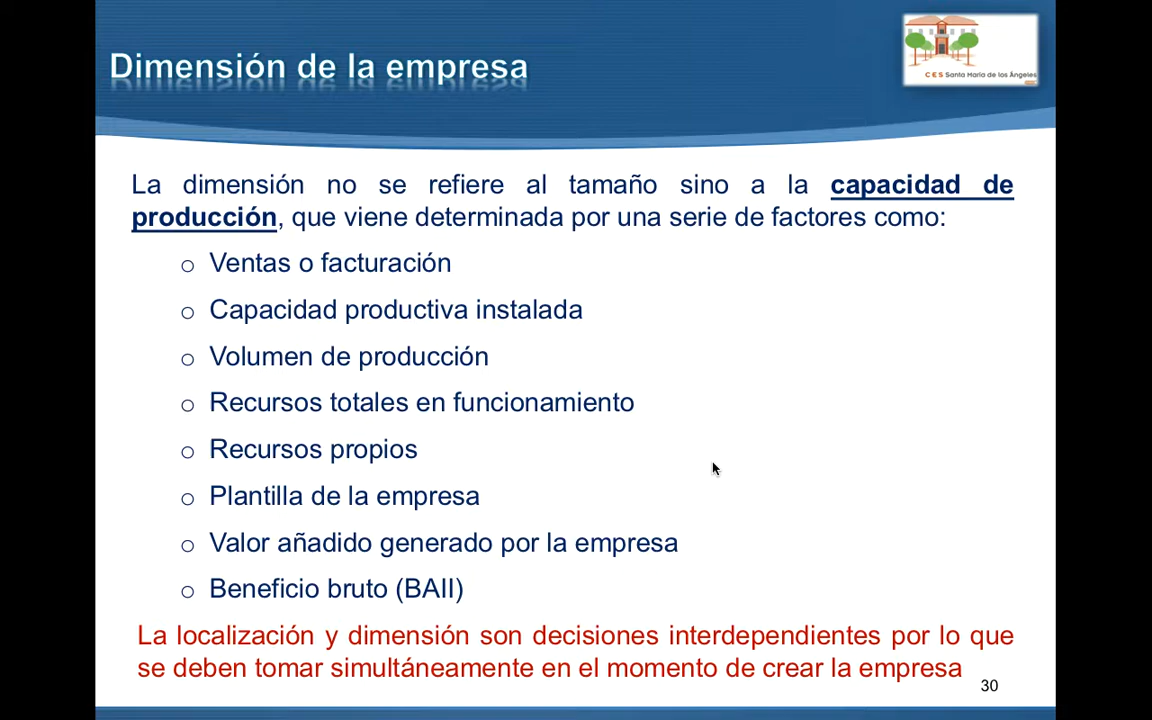 Dimensión de la empresa
CES Santa María de los Ángeles
La dimensión no se refiere al tamaño sino a la capacidad de
producción, que viene determinada por una serie de factores como:
o Ventas o facturación
o Capacidad productiva instalada
o Volumen de producción
o Recursos totales en funcionamiento
o Recursos propios
o Plantilla de la empresa
o Valor añadido generado por la empresa
o Beneficio bruto (BAII)
La localización y dimensión son decisiones interdependientes por lo que
se deben tomar simultáneamente en el momento de crear la empresa
30